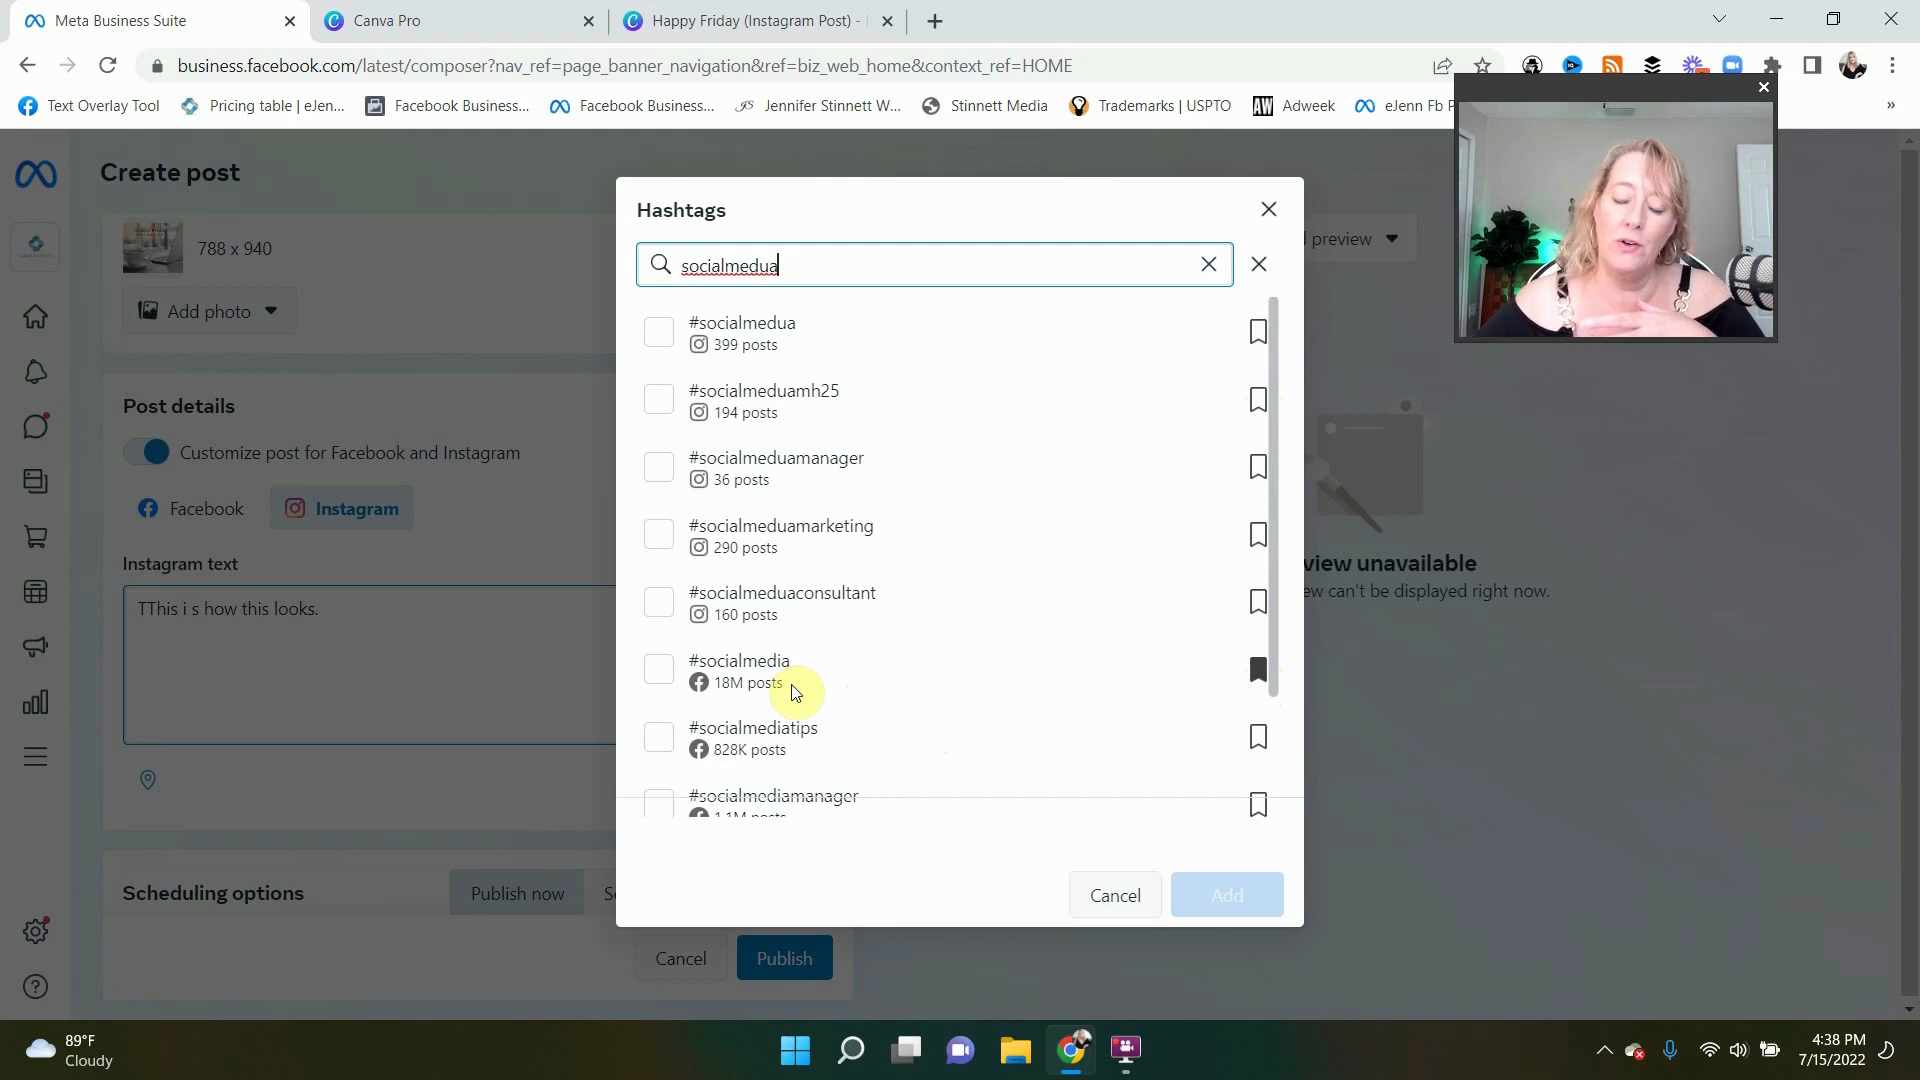 Meta Business Suite
Canva Pro
Happy Friday (Instagram Post) -
business.facebook.com/latest/composer?nav_ref=page_banner_navigation&ref=biz_web_home&context_ref=HOME
Text Overlay Tool
Pricing table | eJen...
Facebook Business...
Facebook Business...
Jennifer Stinnett W...
Stinnett Media
Trademarks | USPTO
AW Adweek
eJenn Fb P
»
Create post
788 x 940
Add photo
Post details
Customize post for Facebook and Instagram
Facebook
Instagram
Instagram text
TThis i s how this looks.
Scheduling options
Publish now
Cancel
Publish
preview
view unavailable
ew can't be displayed right now.
Hashtags
socialmedua
#socialmedua
399 posts
#socialmeduamh25
194 posts
#socialmeduamanager
36 posts
#socialmeduamarketing
290 posts
#socialmeduaconsultant
160 posts
#socialmedia
18M posts
#socialmediatips
828K posts
#socialmediamanager
1.1M posts
Cancel
Add
89°F
Cloudy
4:38 PM
7/15/2022